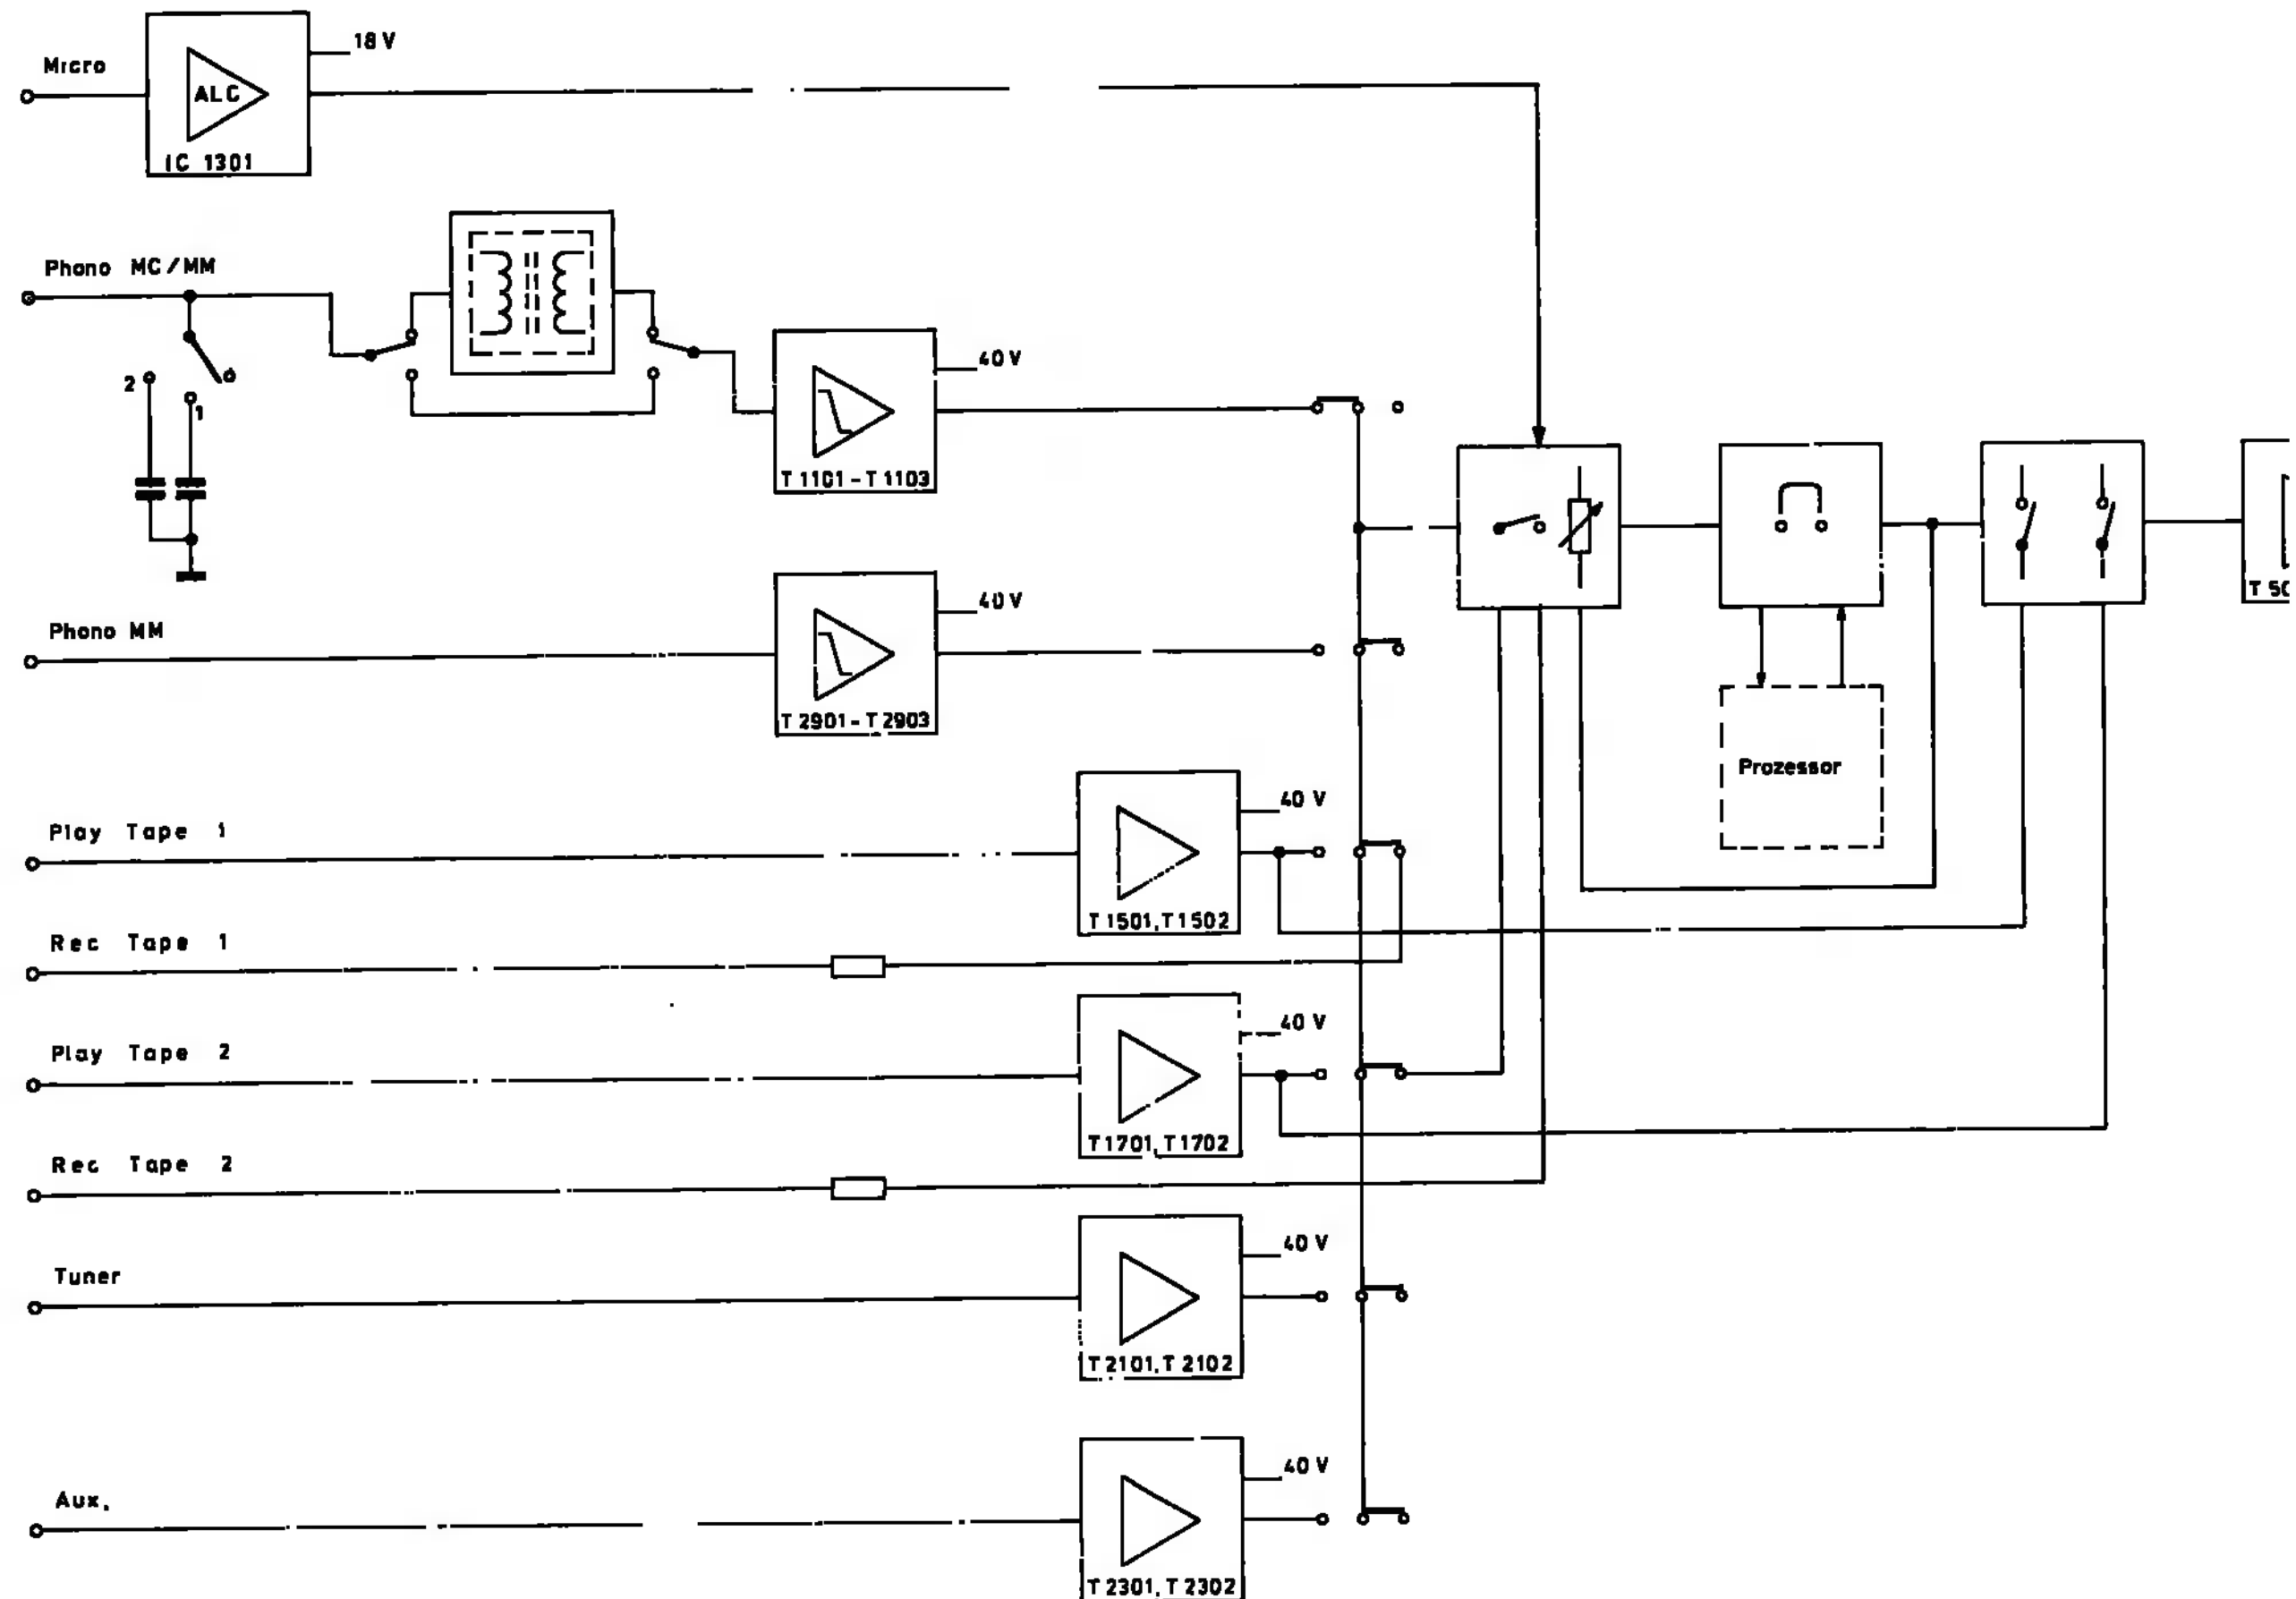 Micro
18 V
ALC
IC 1301
Phono MC/MM
2
1
40 V
T 1101 - T 1103
Phono MM
40 V
T 2901 - T 2903
T 50
Prozessor
Play Tape 1
40 V
T 1501, T 1502
Rec Tape 1
Play Tape 2
40 V
T 1701, T 1702
Rec Tape 2
Tuner
40 V
T 2101, T 2102
Aux.
40 V
T 2301, T 2302